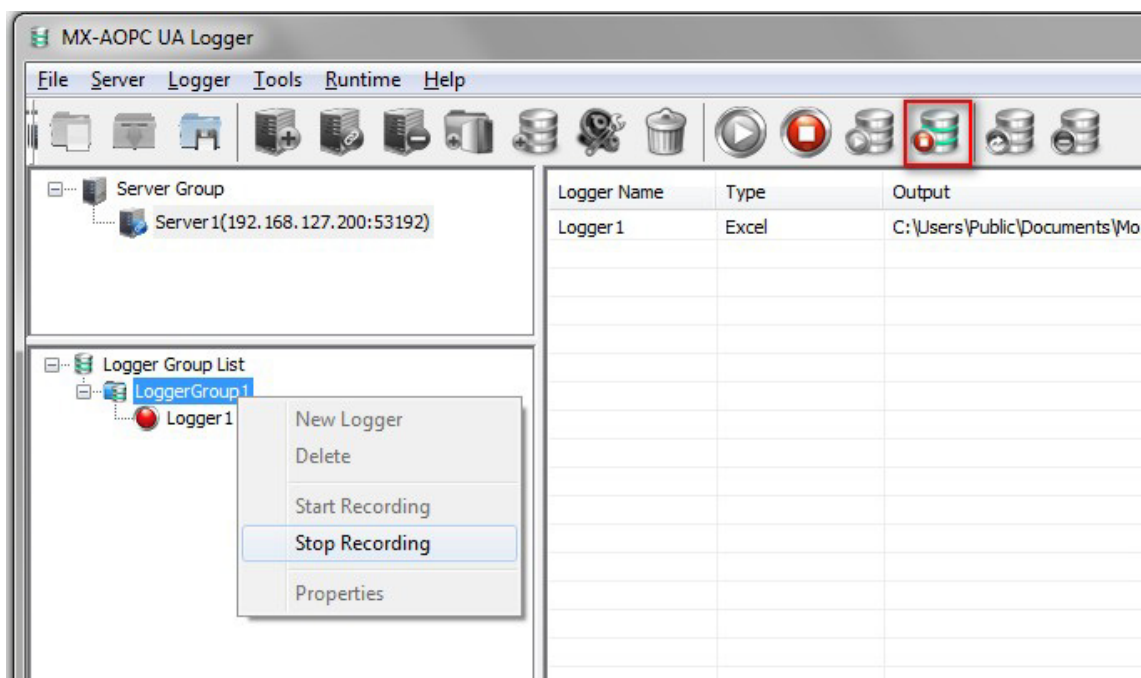 MX-AOPC UA Logger
File Server Logger Tools Runtime Help
Server Group
Server1(192.168.127.200:53192)
Logger Name Type Output
Logger1 Excel C:\Users\Public\Documents\Mo
Logger Group List
LoggerGroup1
Logger1
New Logger
Delete
Start Recording
Stop Recording
Properties